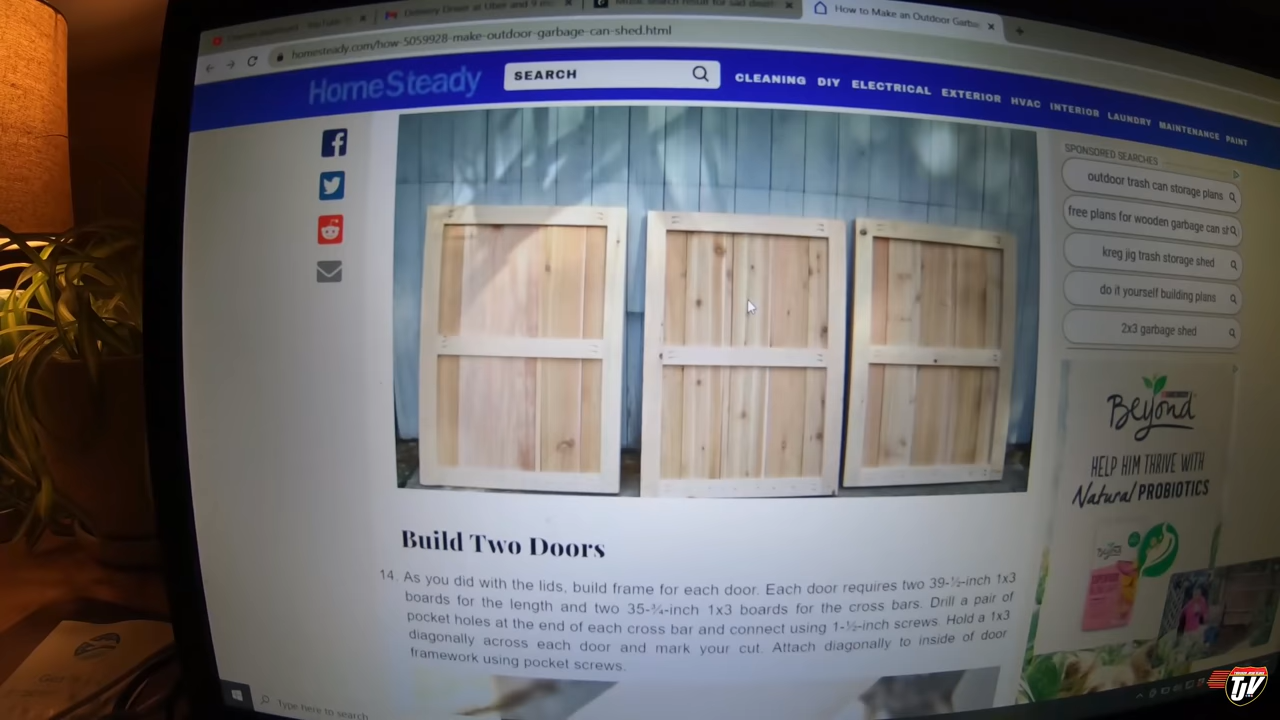 Delivery Driver at Uber and 9
How to Make an Outdoor Garba
homesteady.com/how-5059928-make-outdoor-garbage-can-shed.html
HomeSteady
SEARCH
CLEANING DIY ELECTRICAL EXTERIOR HVAC INTERIOR LAUNDRY MAINTENANCE PAINT
SPONSORED SEARCHES
outdoor trash can storage plans
free plans for wooden garbage can st
kreg jig trash storage shed
do it yourself building plans
2x3 garbage shed
Beyond
HELP HIM THRIVE WITH
Natural PROBIOTICS
Build Two Doors
14. As you did with the lids, build frame for each door. Each door requires two 39-½-inch 1x3
boards for the length and two 35-¾-inch 1x3 boards for the cross bars. Drill a pair of
pocket holes at the end of each cross bar and connect using 1-½-inch screws. Hold a 1x3
diagonally across each door and mark your cut. Attach diagonally to inside of door
framework using pocket screws.
Type here to search
TJV